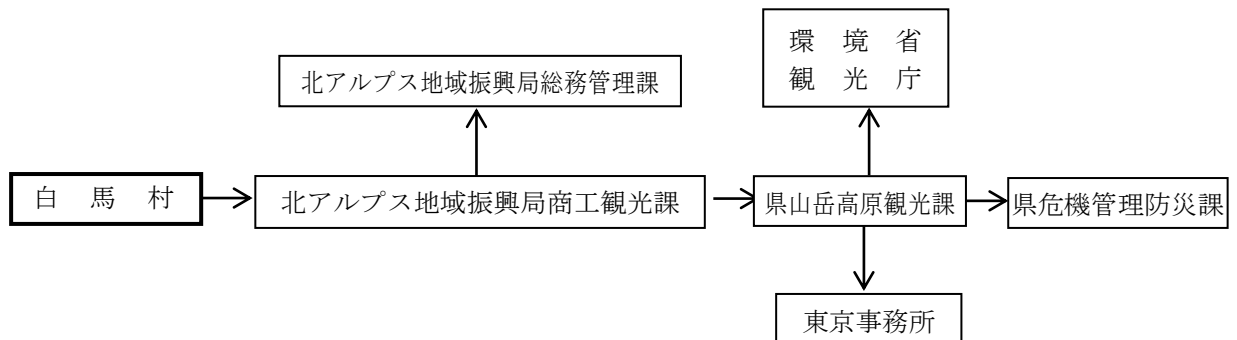 環境省
観光庁
北アルプス地域振興局総務管理課
白馬村
北アルプス地域振興局商工観光課
県山岳高原観光課
県危機管理防災課
東京事務所